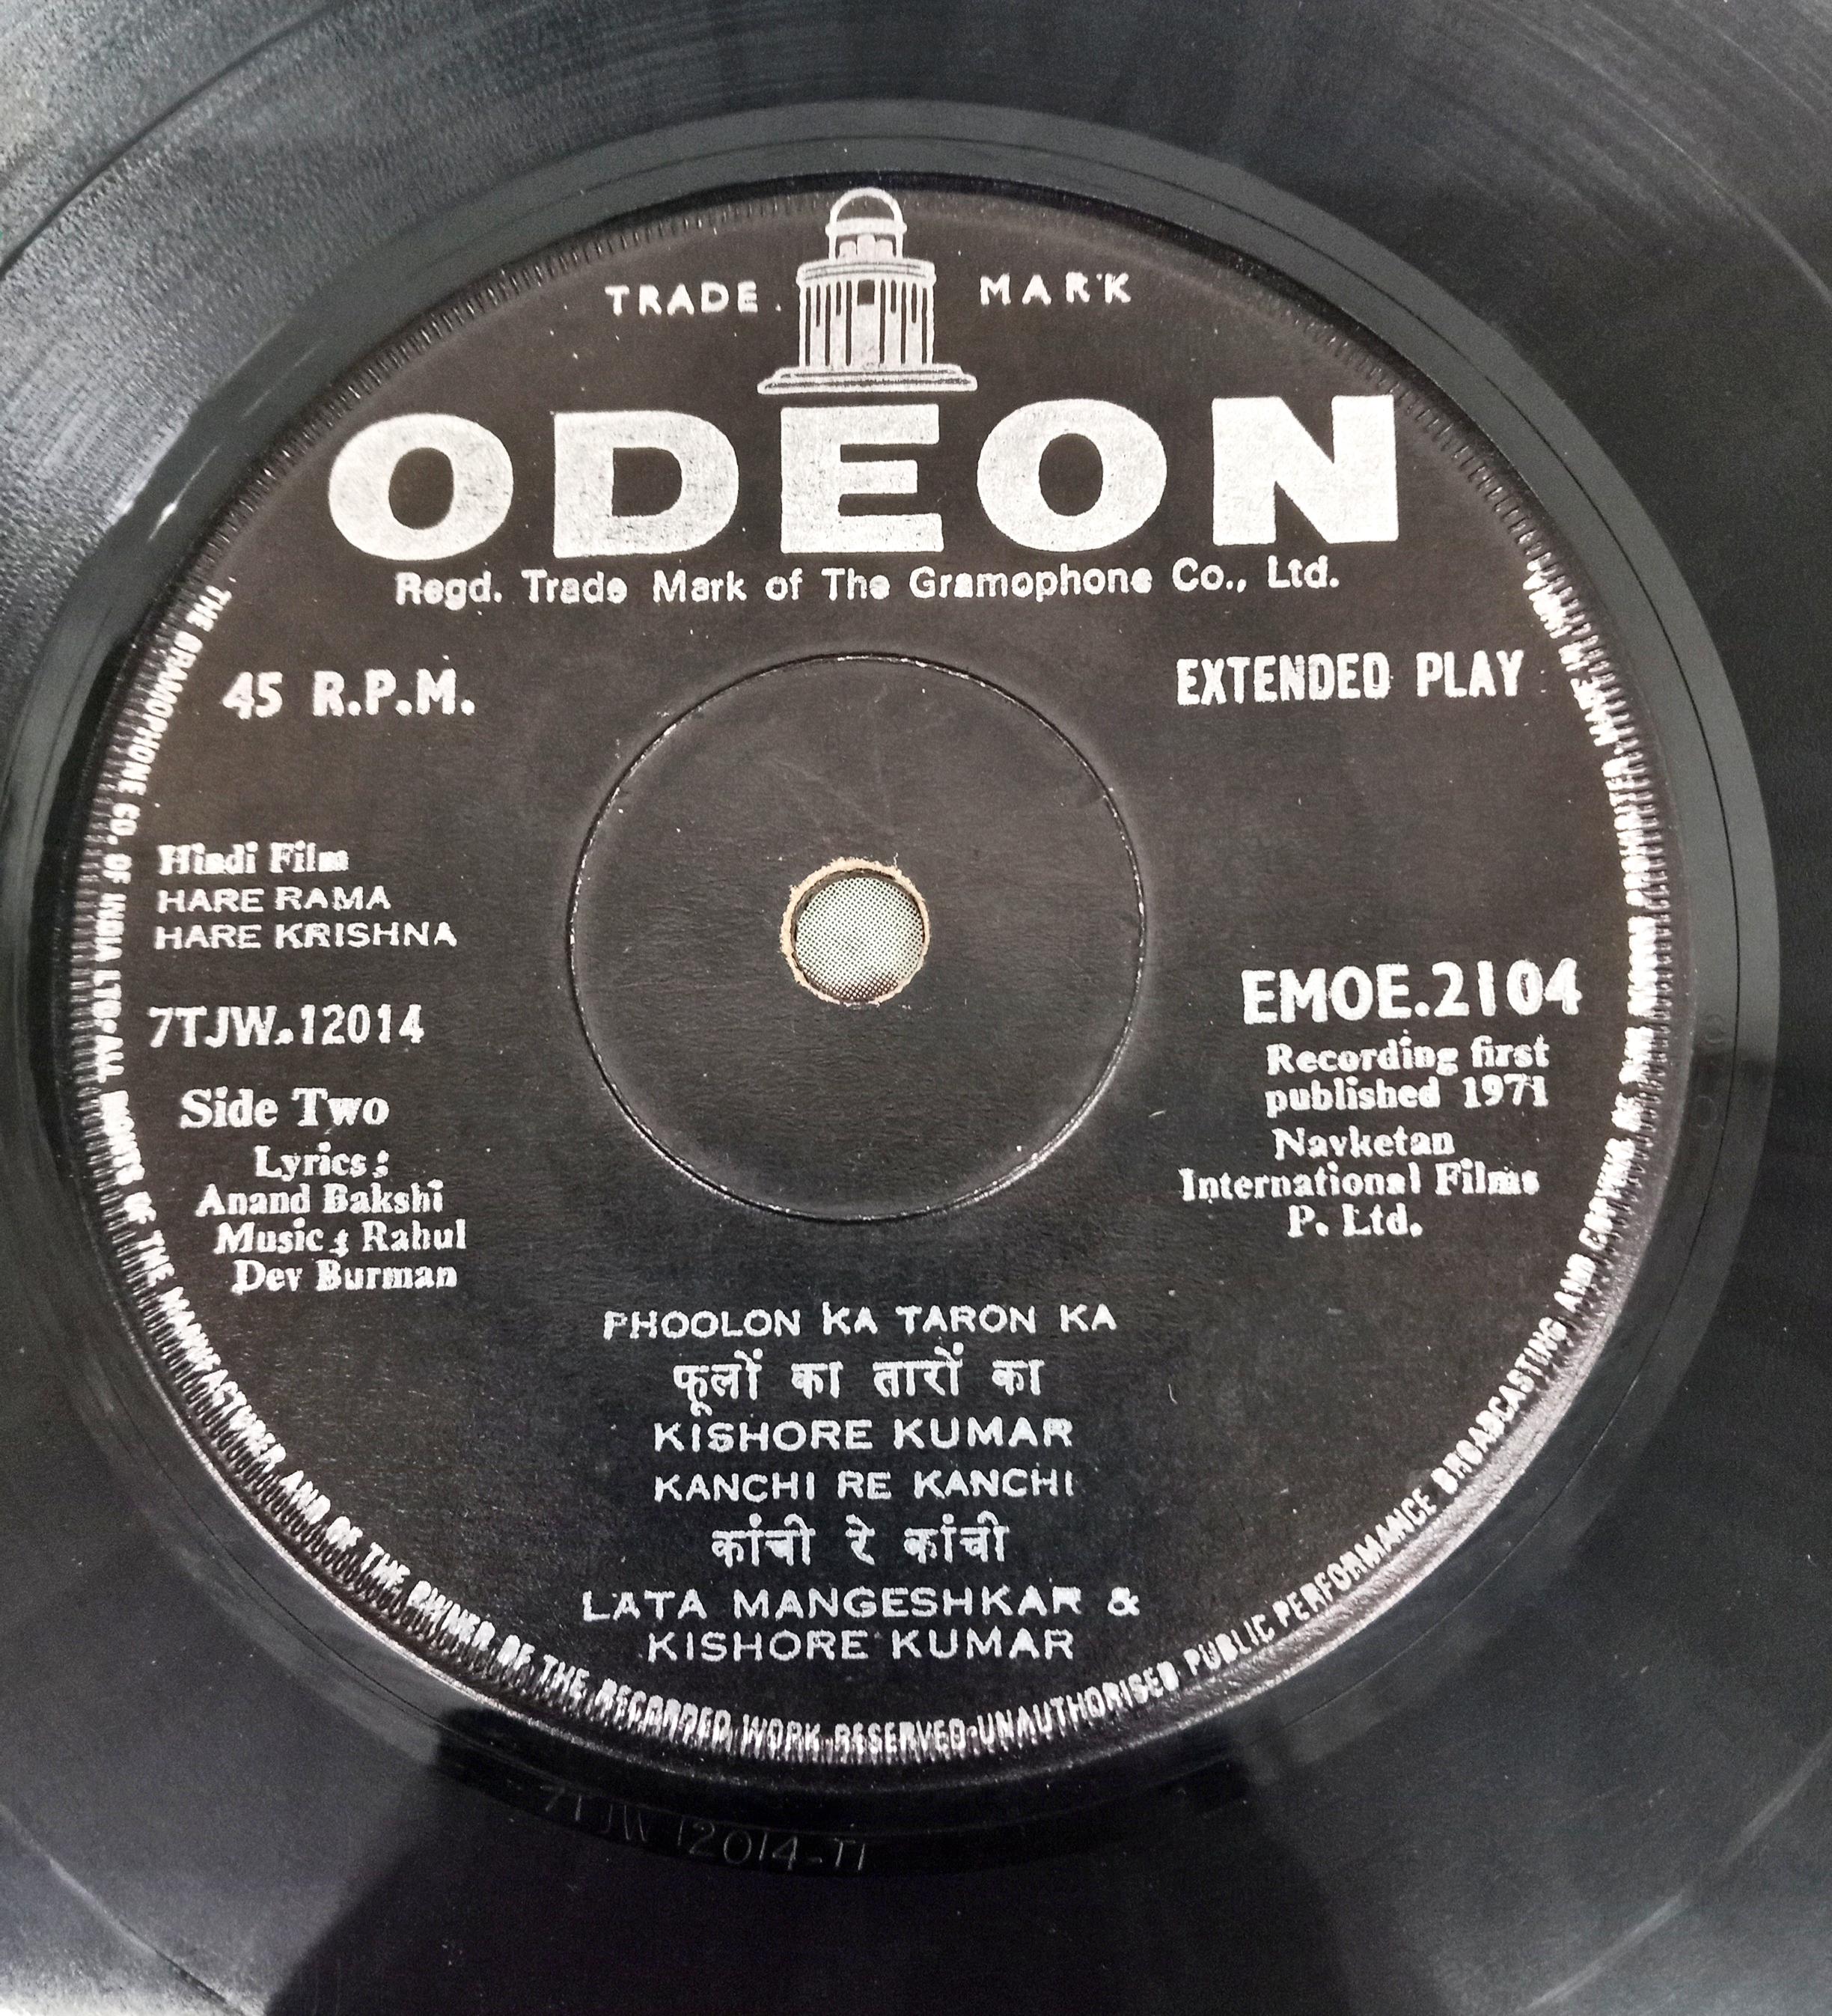 TRADE MARK
ODEON
Regd. Trade Mark of The Gramophone Co., Ltd.
45 R.P.M.
EXTENDED PLAY
Hindi Film
HARE RAMA
HARE KRISHNA
7TJW.12014
Side Two
Lyrics :
Anand Bakshi
Music : Rahul
Dev Burman
EMOE.2104
Recording first
published 1971
Navketan
International Films
P. Ltd.
PHOOLON KA TARON KA
फूलों का तारों का
KISHORE KUMAR
KANCHI RE KANCHI
कांची रे कांची
LATA MANGESHKAR &
KISHORE KUMAR
THE GRAMOPHONE CO. OF INDIA LTD. ALL RIGHTS OF THE MANUFACTURER AND OF THE OWNER OF THE RECORDED WORK RESERVED UNAUTHORISED PUBLIC PERFORMANCE BROADCASTING AND COPYING OF THIS RECORD PROHIBITED
7TJW 12014-T1